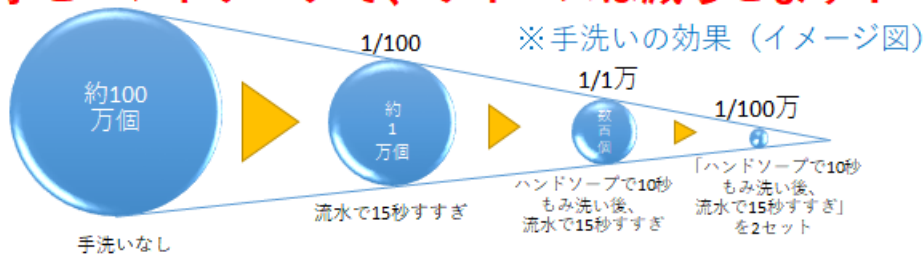 ※手洗いの効果（イメージ図）
1/100
1/1万
1/100万
約100
万個
約
1
万個
数
百
個
手洗いなし
流水で15秒すすぎ
ハンドソープで10秒
もみ洗い後、
流水で15秒すすぎ
「ハンドソープで10秒
もみ洗い後、
流水で15秒すすぎ」
を2セット